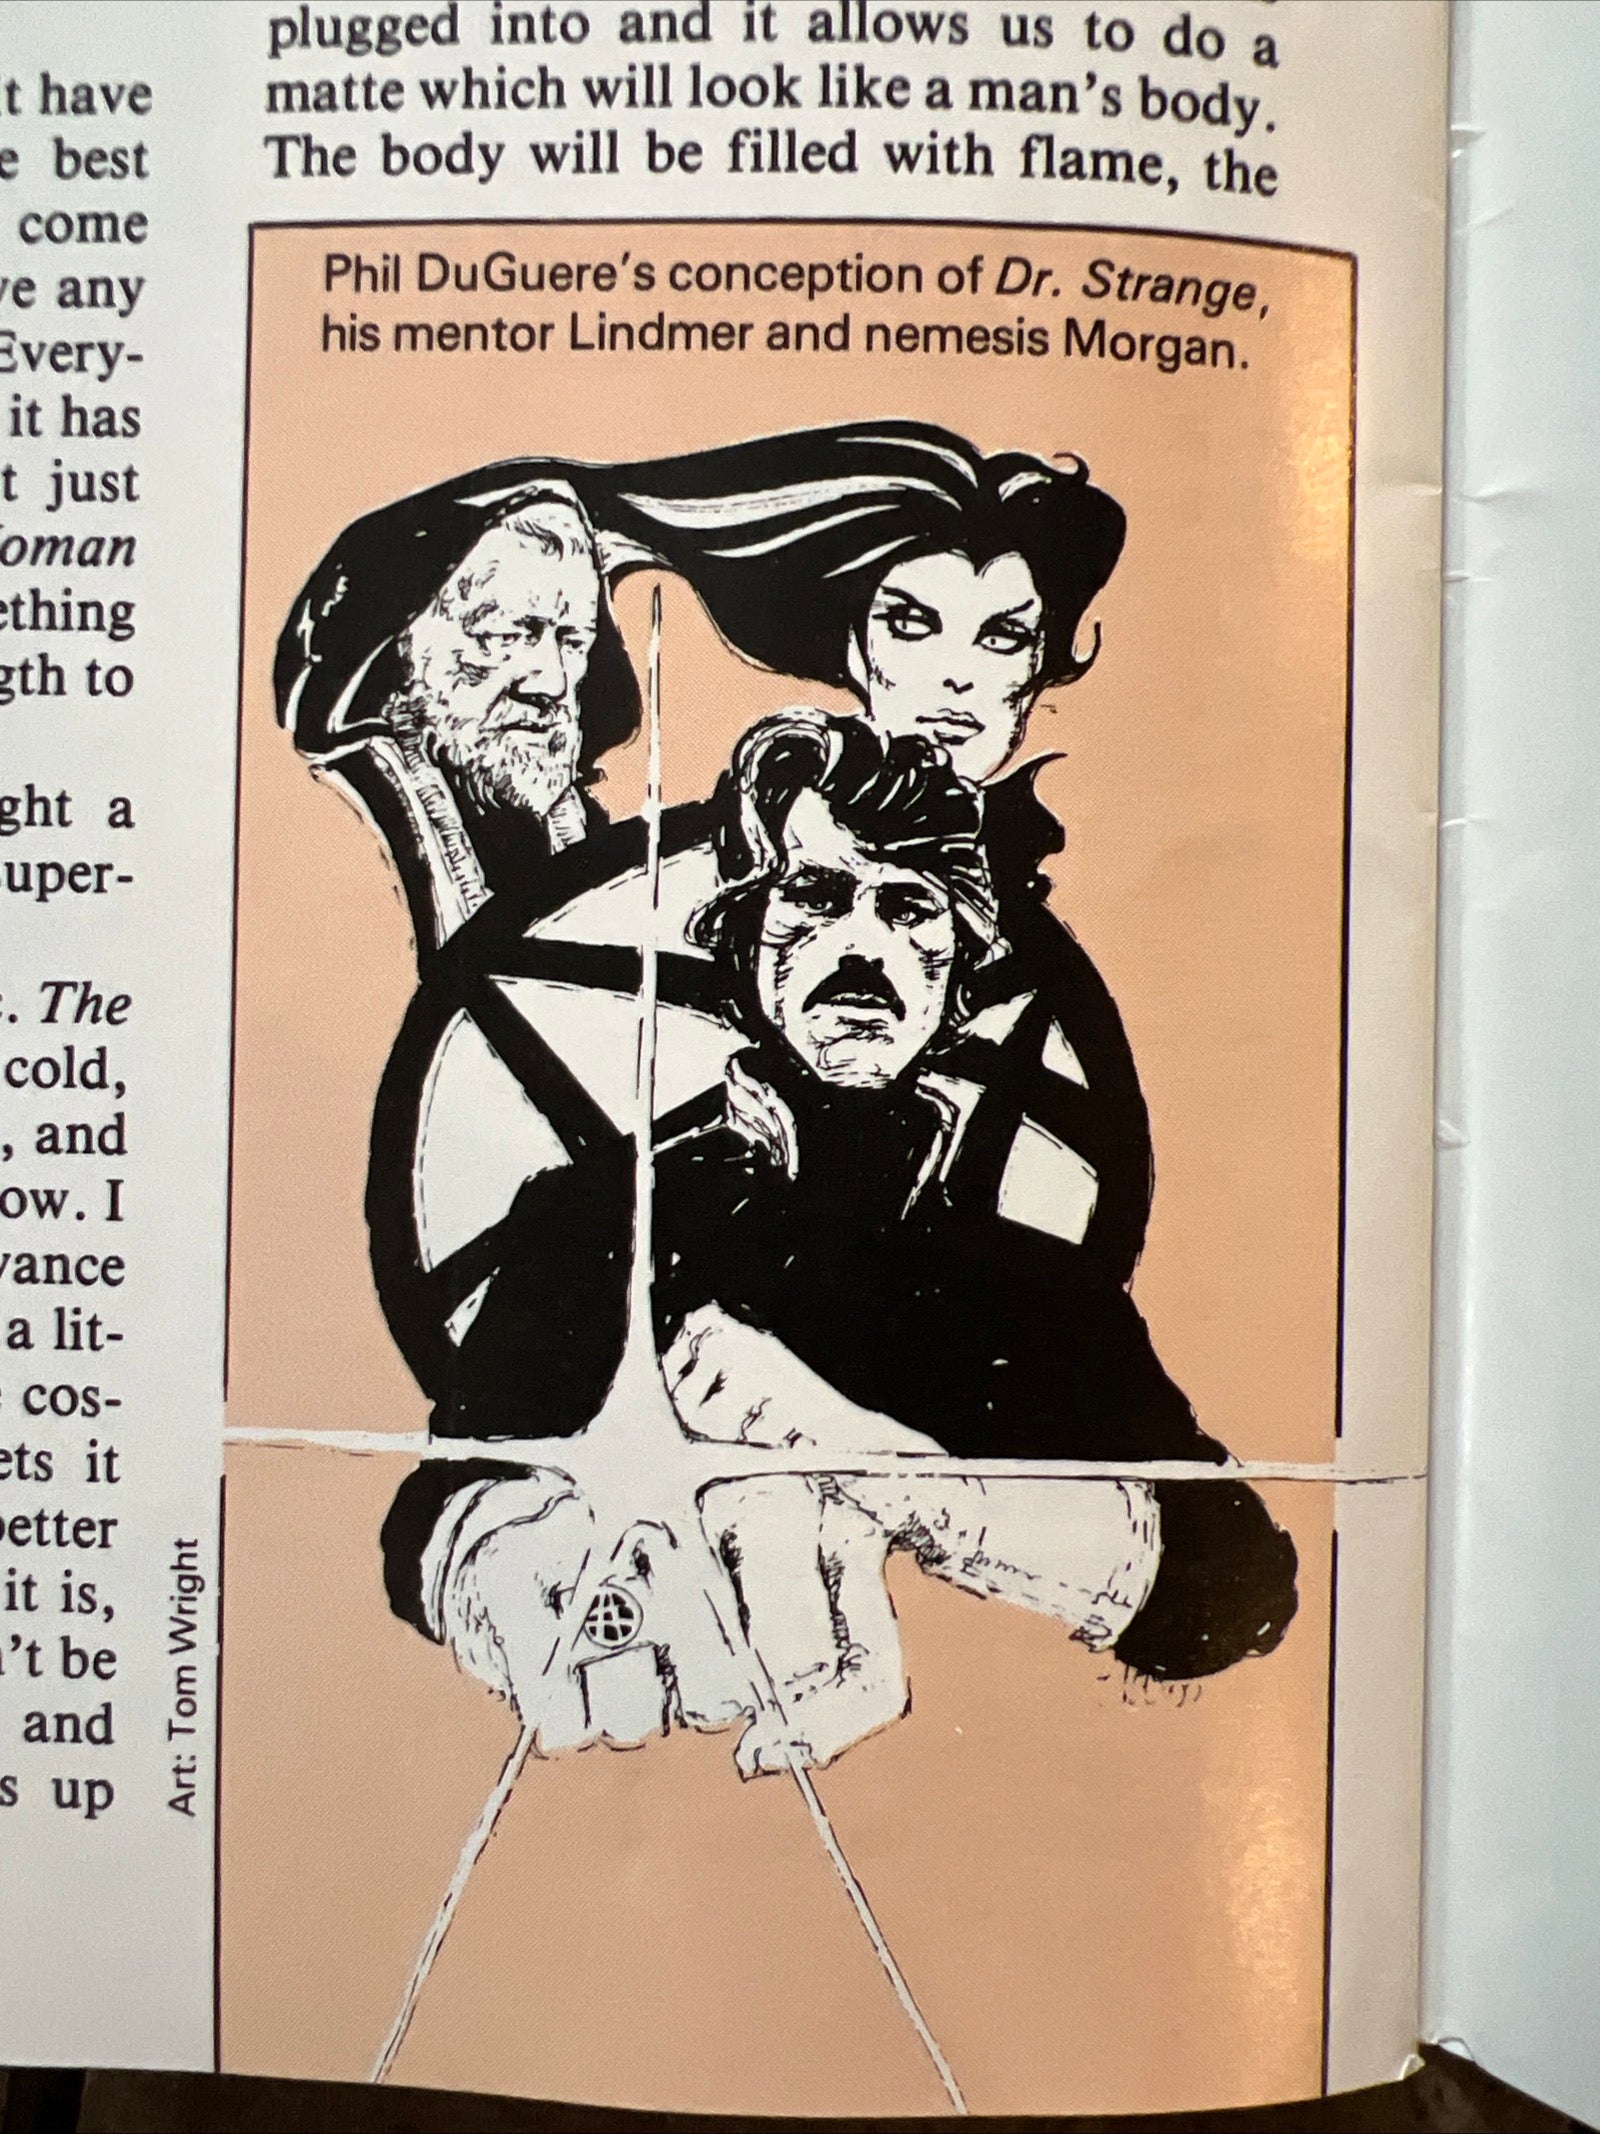 t have
e best
come
ve any
Every-
it has
t just
Woman
ething
gth to
ght a
super-
. The
cold,
, and
ow. I
vance
a lit-
cos-
ets it
better
it is,
n't be
and
s up
plugged into and it allows us to do a
matte which will look like a man's body.
The body will be filled with flame, the
Phil DuGuere's conception of Dr. Strange,
his mentor Lindmer and nemesis Morgan.
Art: Tom Wright